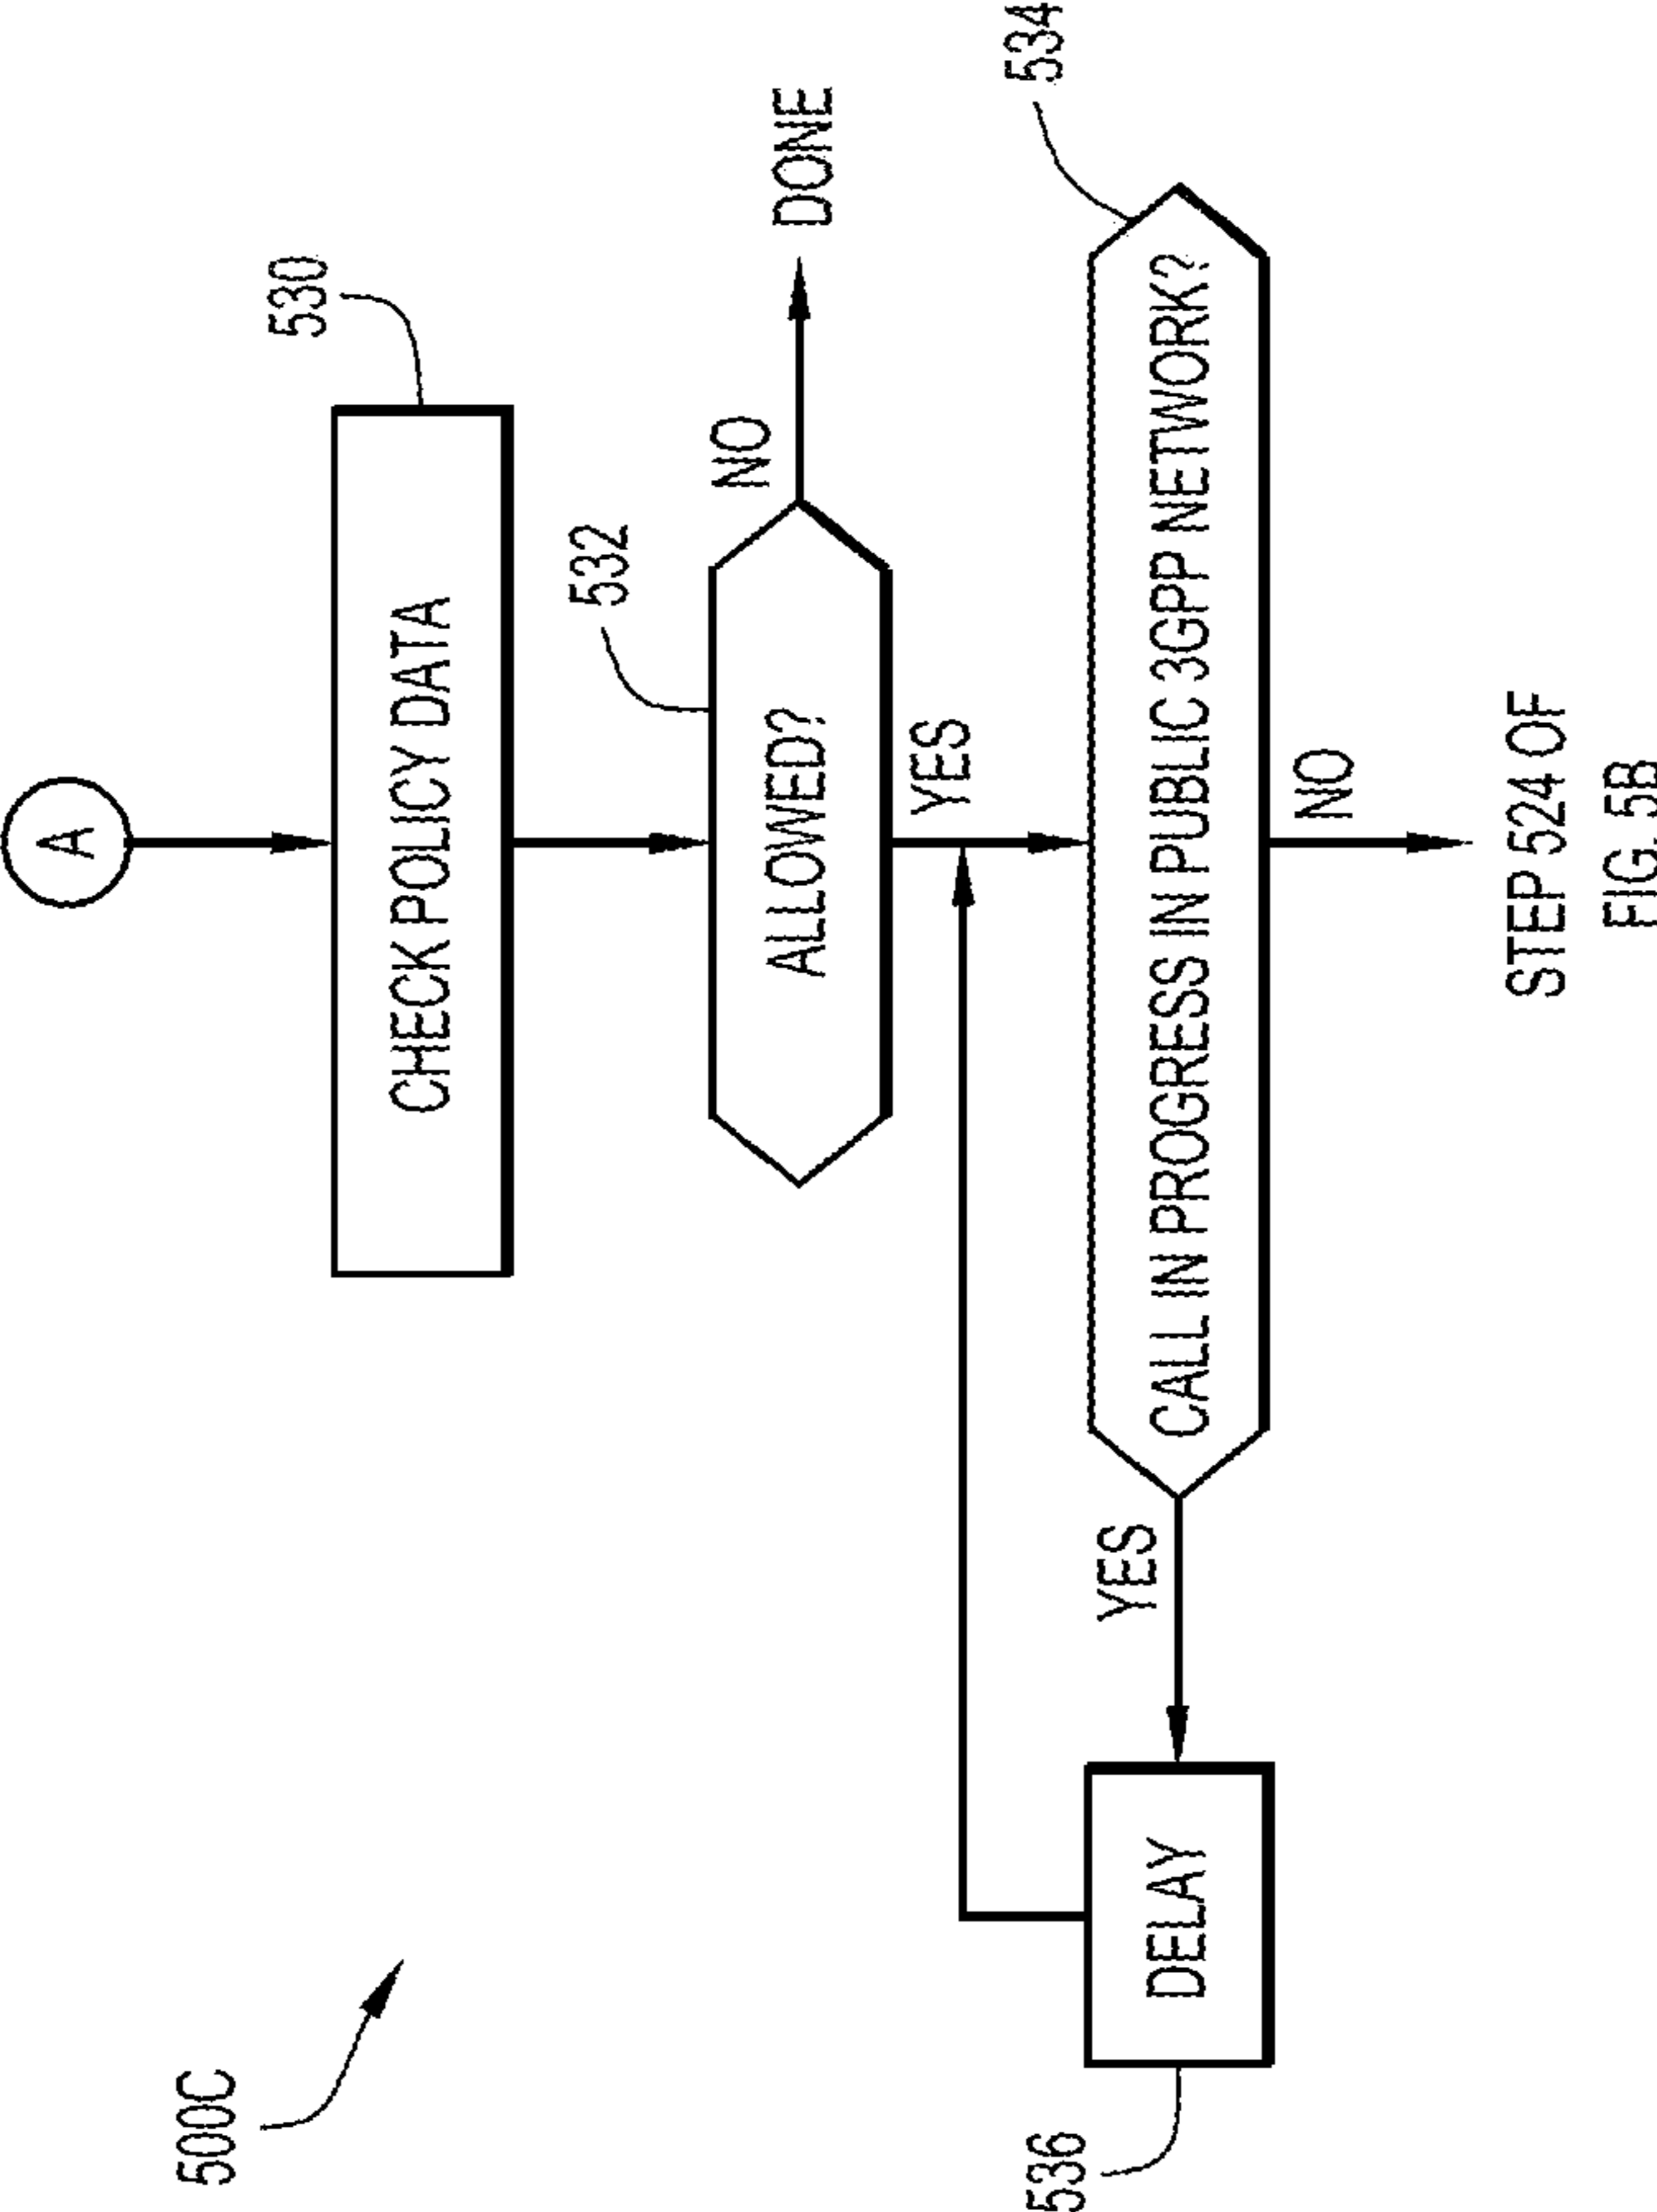 A
530
CHECK POLICY DATA
532
ALLOWED?
NO
DONE
YES
534
CALL IN PROGRESS IN PUBLIC 3GPP NETWORK?
YES
NO
DELAY
536
STEP 524 OF
FIG. 5B
500C